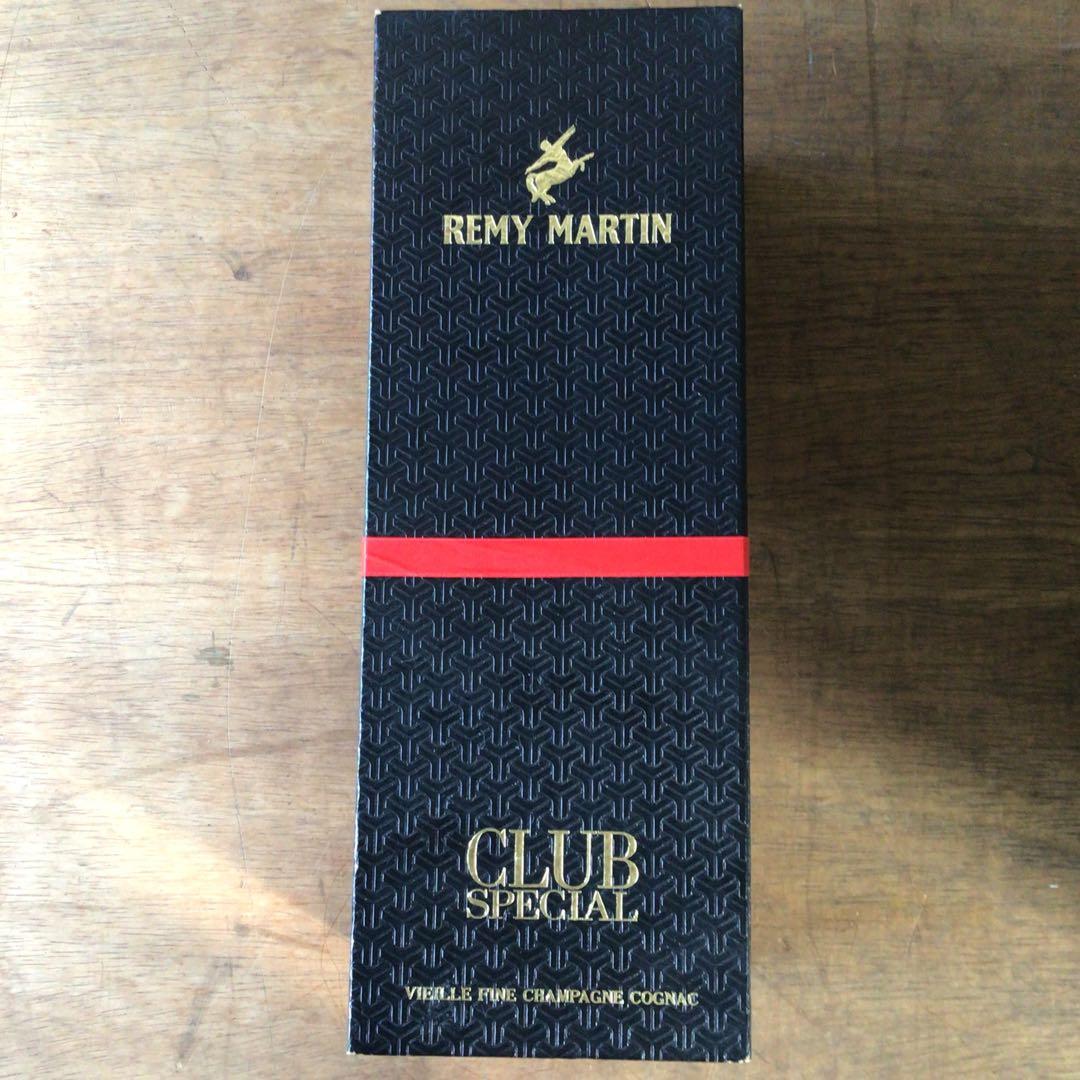 REMY MARTIN
CLUB
SPECIAL
VIEILLE FINE CHAMPAGNE COGNAC